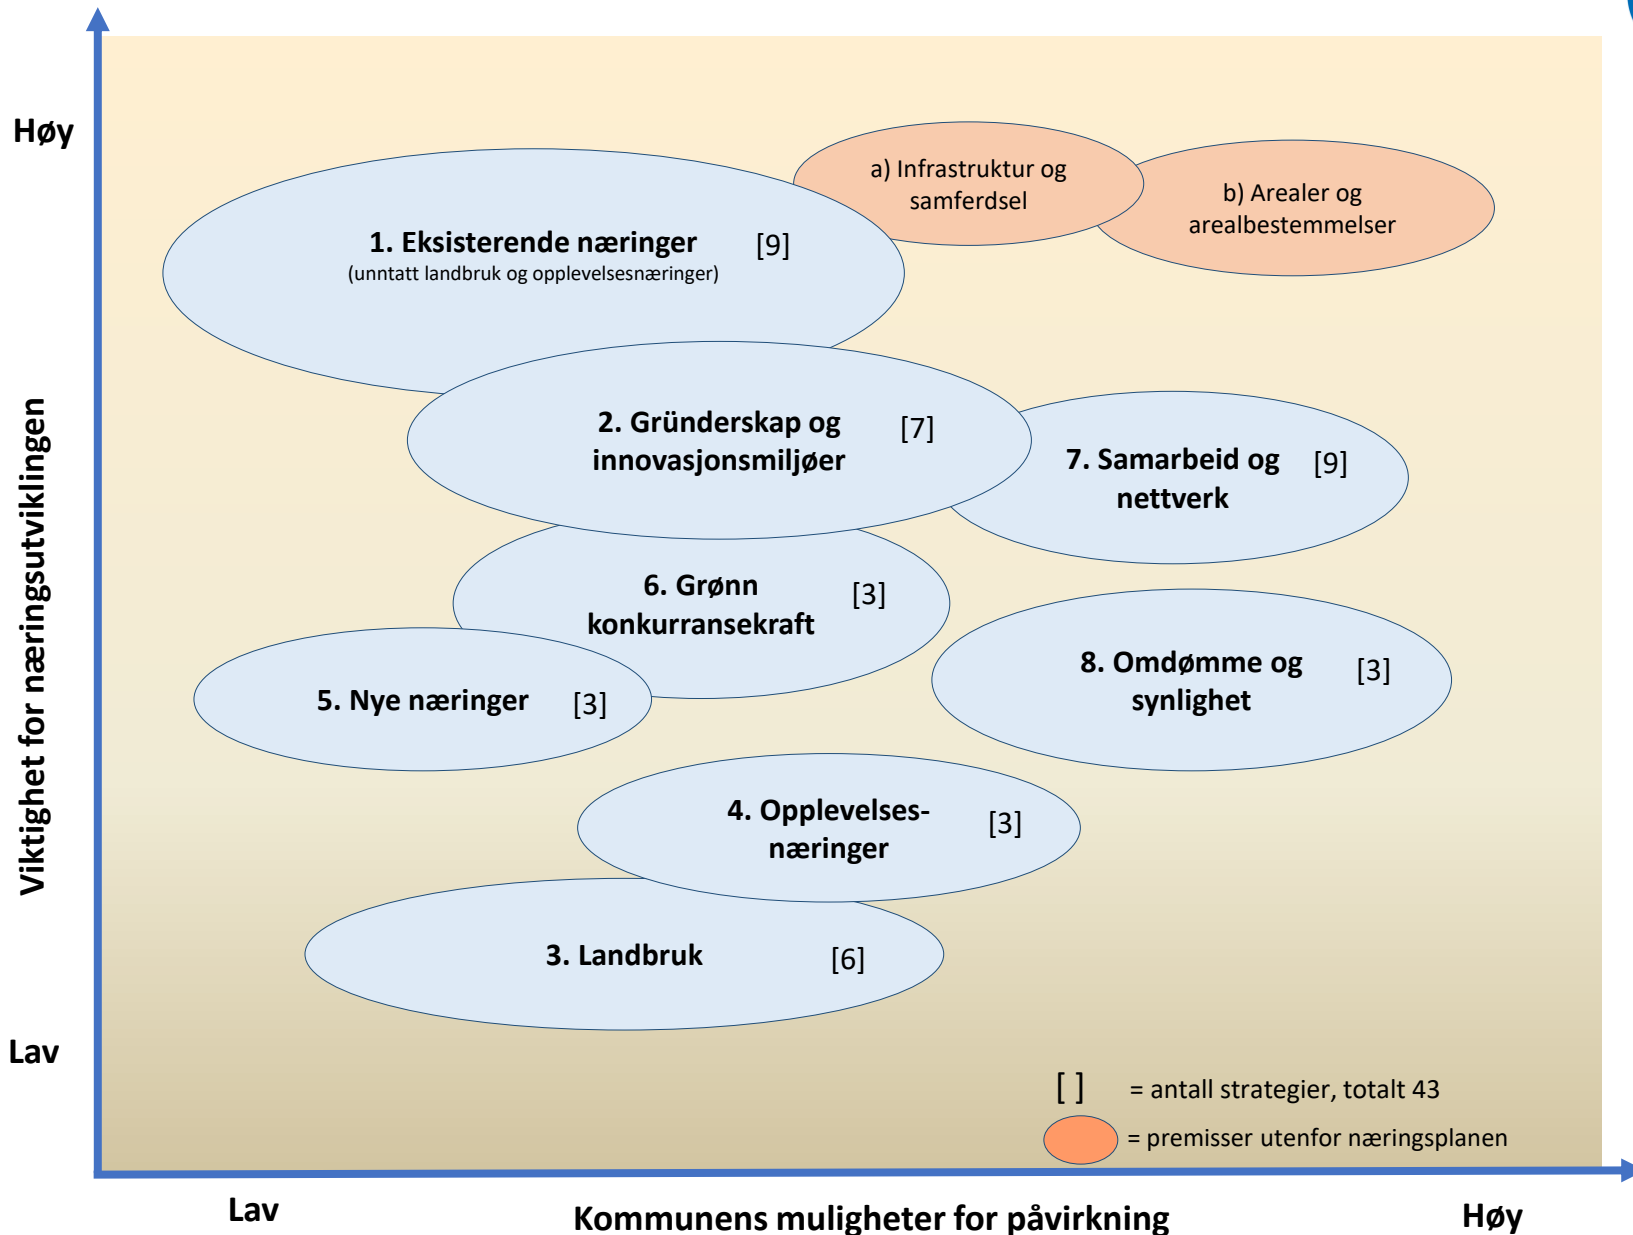 Høy
a) Infrastruktur og
samferdsel
b) Arealer og
arealbestemmelser
1. Eksisterende næringer [9]
(unntatt landbruk og opplevelsesnæringer)
2. Gründerskap og [7]
innovasjonsmiljøer
7. Samarbeid og [9]
nettverk
6. Grønn [3]
konkurransekraft
8. Omdømme og [3]
synlighet
5. Nye næringer [3]
4. Opplevelses- [3]
næringer
3. Landbruk [6]
Viktighet for næringsutviklingen
Lav
[ ] = antall strategier, totalt 43
= premisser utenfor næringsplanen
Lav
Kommunens muligheter for påvirkning
Høy